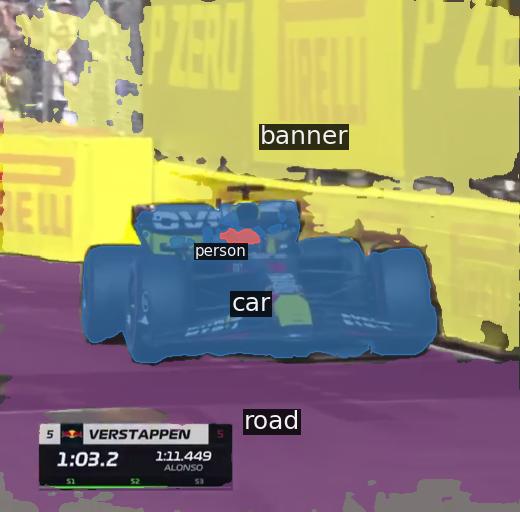 P ZERO
PIRELLI
P ZE
banner
RELLI
person
car
road
5 VERSTAPPEN 5
1:03.2
1:11.449
ALONSO
S1 S2 S3